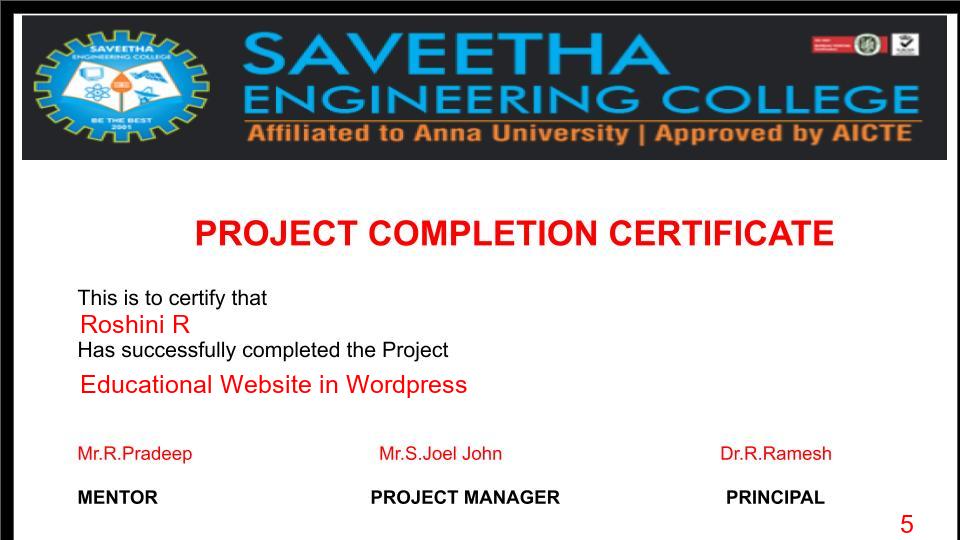 SAVEETHA
ENGINEERING COLLEGE
BE THE BEST
2001
SAVEETHA
ENGINEERING COLLEGE
Affiliated to Anna University | Approved by AICTE
PROJECT COMPLETION CERTIFICATE
This is to certify that
Roshini R
Has successfully completed the Project
Educational Website in Wordpress
Mr.R.Pradeep Mr.S.Joel John Dr.R.Ramesh
MENTOR PROJECT MANAGER PRINCIPAL
5